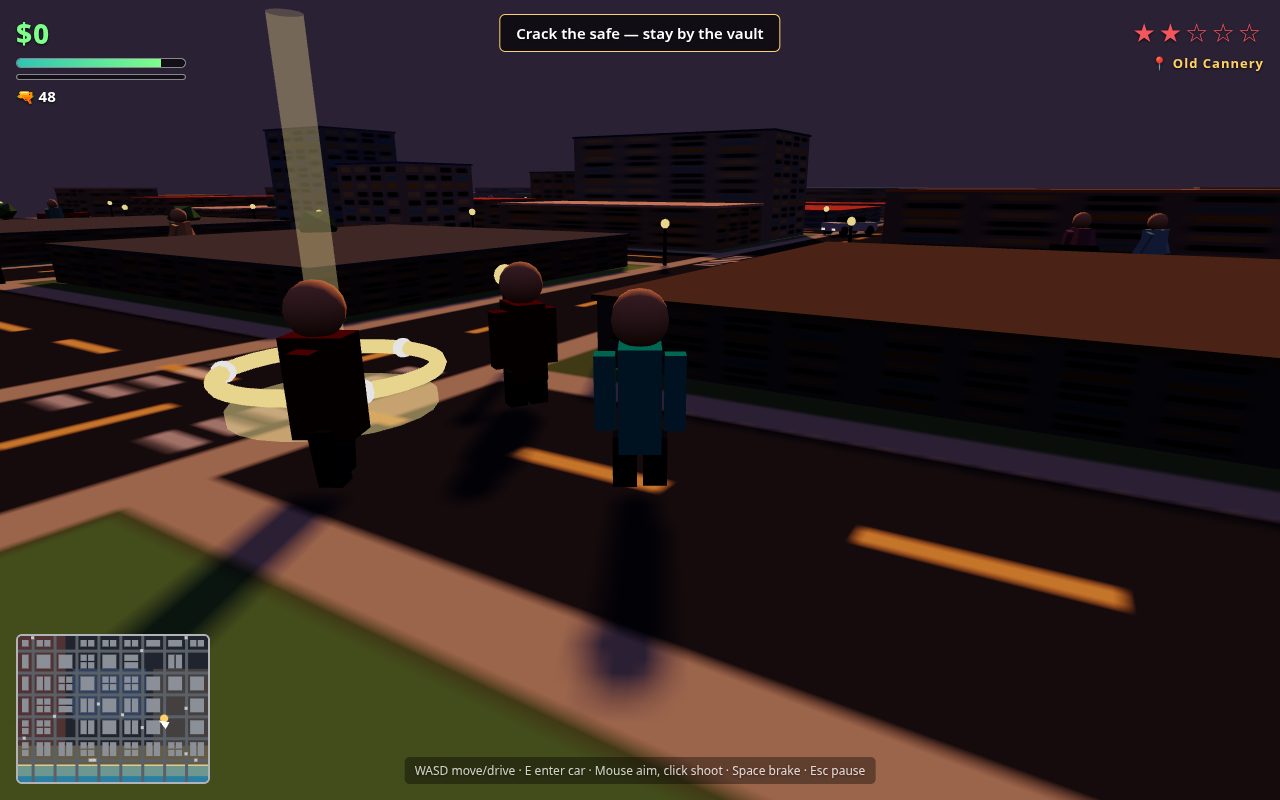 $0
Crack the safe — stay by the vault
★★☆☆☆
📍 Old Cannery
🔫 48
WASD move/drive · E enter car · Mouse aim, click shoot · Space brake · Esc pause